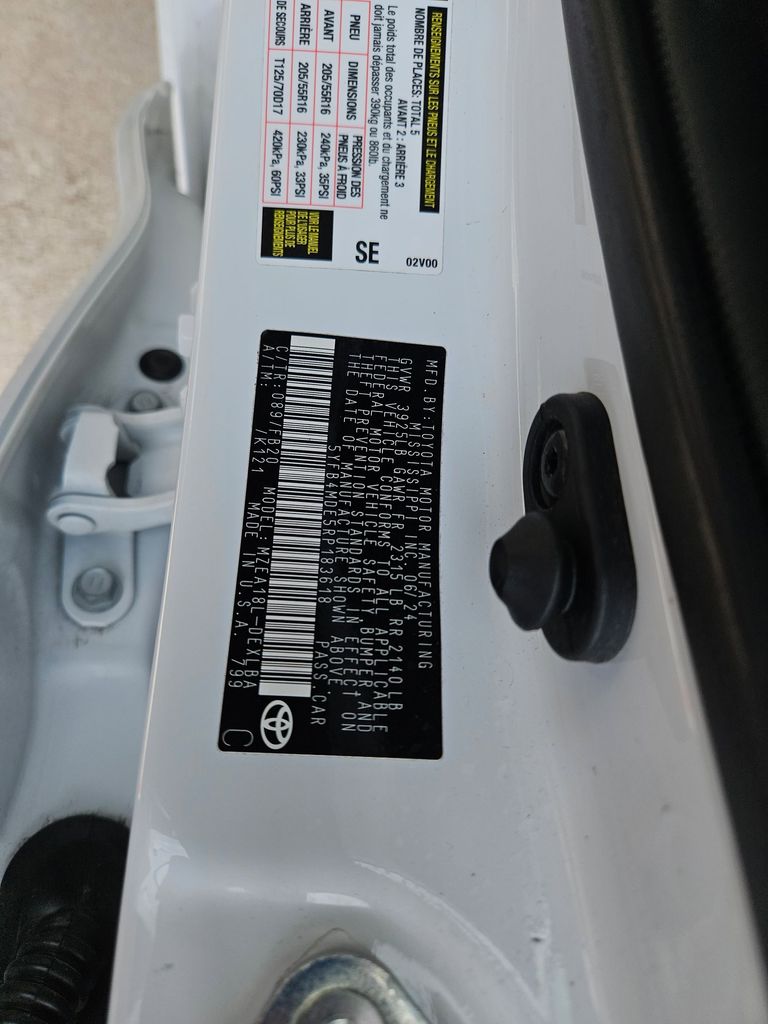 RENSEIGNEMENTS SUR LES PNEUS ET LE CHARGEMENT
NOMBRE DE PLACES: TOTAL 5
AVANT 2 : ARRIÈRE 3
Le poids total des occupants et du chargement ne
doit jamais dépasser 390kg ou 860lb.
PNEU DIMENSIONS PRESSION DES PNEUS À FROID
AVANT 205/55R16 240kPa, 35PSI
ARRIÈRE 205/55R16 230kPa, 33PSI
DE SECOURS T125/70D17 420kPa, 60PSI
VOIR LE MANUEL
DE L'USAGER
POUR PLUS DE
RENSEIGNEMENTS
SE
02V00
MFD. BY: TOYOTA MOTOR MANUFACTURING
MISSISSIPPI INC. 06/24
GVWR 3925LB GAWR FR 2315 LB RR 2140 LB
THIS VEHICLE CONFORMS TO ALL APPLICABLE
FEDERAL MOTOR VEHICLE SAFETY BUMPER AND
THEFT PREVENTION STANDARDS IN EFFECT ON
THE DATE OF MANUFACTURE SHOWN ABOVE.
5YFB4MDE5RP183618 PASS. CAR
C/TR: 089/FB20 MODEL: MZEA18L-DEXLBA
A/TM: /K121 MADE IN U.S.A. 799
C